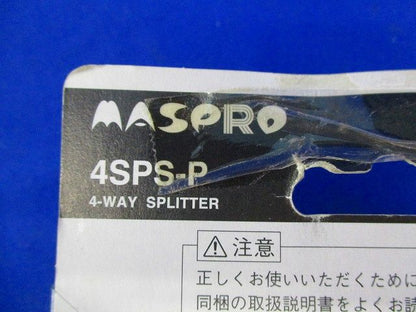 MASPRO
4SPS-P
4-WAY SPLITTER
⚠注意
正しくお使いいただくために
同梱の取扱説明書をよくお読